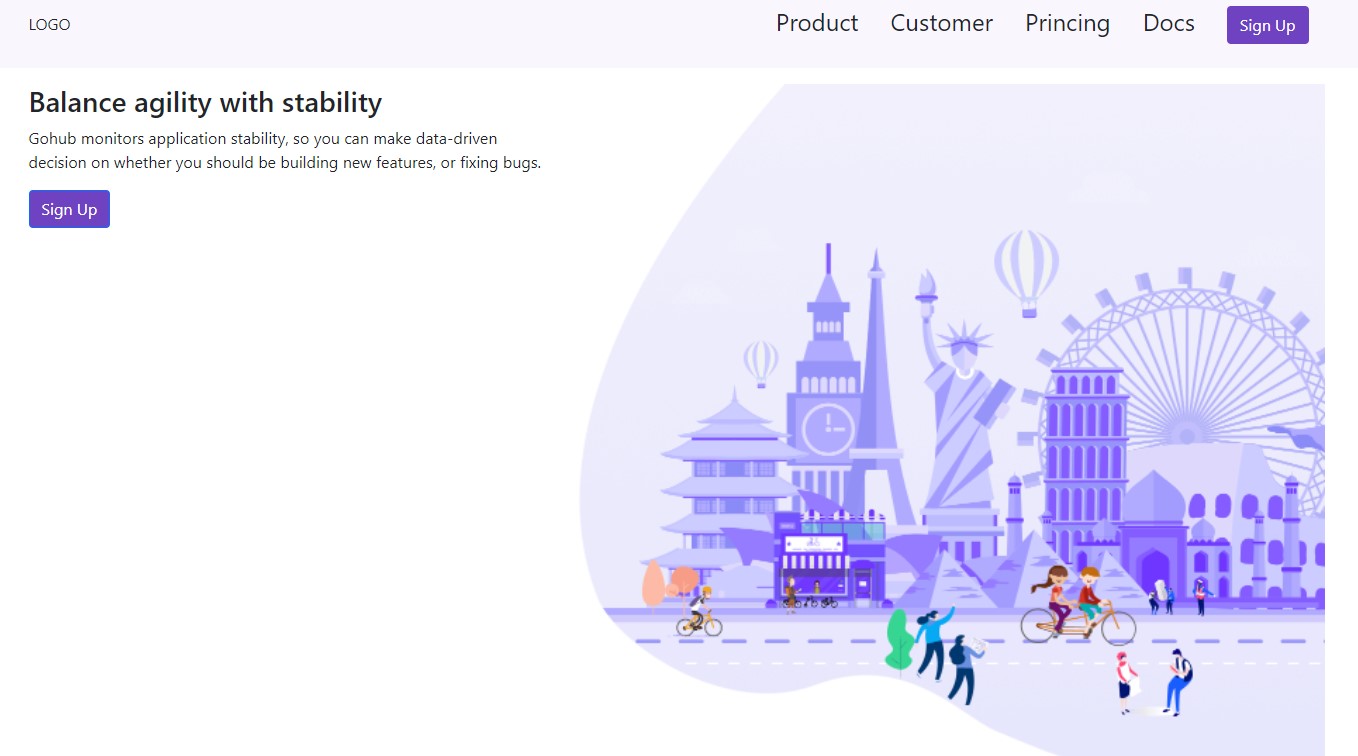 LOGO
Product Customer Princing Docs Sign Up
Balance agility with stability
Gohub monitors application stability, so you can make data-driven
decision on whether you should be building new features, or fixing bugs.
Sign Up